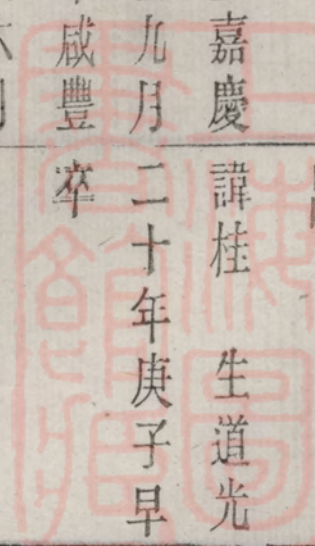 嘉慶
九月
咸豐
諱桂　生道光
二十年庚子早
卒